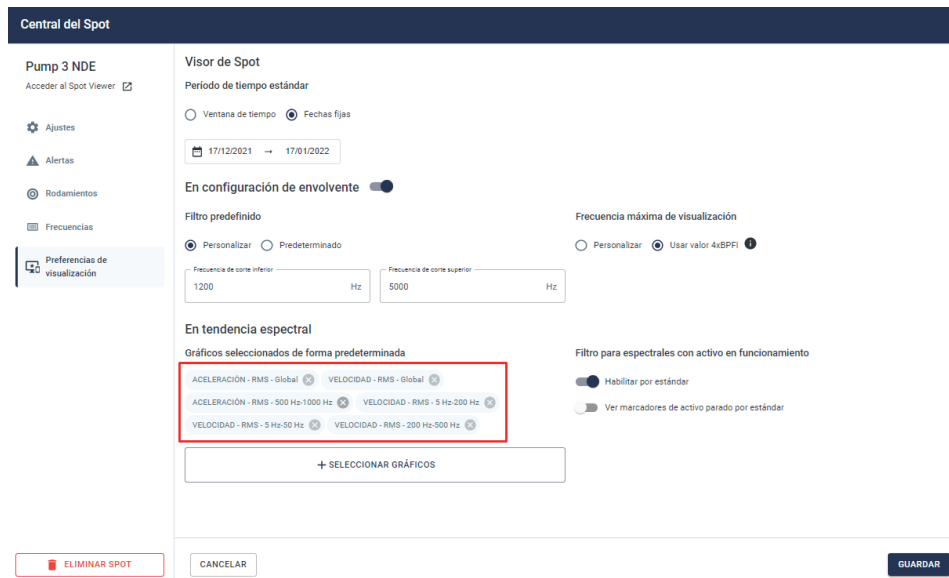 Central del Spot
Pump 3 NDE
Acceder al Spot Viewer
Ajustes
Alertas
Rodamientos
Frecuencias
Preferencias de
visualización
Visor de Spot
Período de tiempo estándar
Ventana de tiempo Fechas fijas
17/12/2021 → 17/01/2022
En configuración de envolvente
Filtro predefinido
Personalizar Predeterminado
Frecuencia de corte inferior Frecuencia de corte superior
1200 Hz 5000 Hz
Frecuencia máxima de visualización
Personalizar Usar valor 4xBPFI
En tendencia espectral
Gráficos seleccionados de forma predeterminada
ACELERACIÓN - RMS - Global VELOCIDAD - RMS - Global
ACELERACIÓN - RMS - 500 Hz-1000 Hz VELOCIDAD - RMS - 5 Hz-200 Hz
VELOCIDAD - RMS - 5 Hz-50 Hz VELOCIDAD - RMS - 200 Hz-500 Hz
+ SELECCIONAR GRÁFICOS
Filtro para espectrales con activo en funcionamiento
Habilitar por estándar
Ver marcadores de activo parado por estándar
ELIMINAR SPOT
CANCELAR
GUARDAR